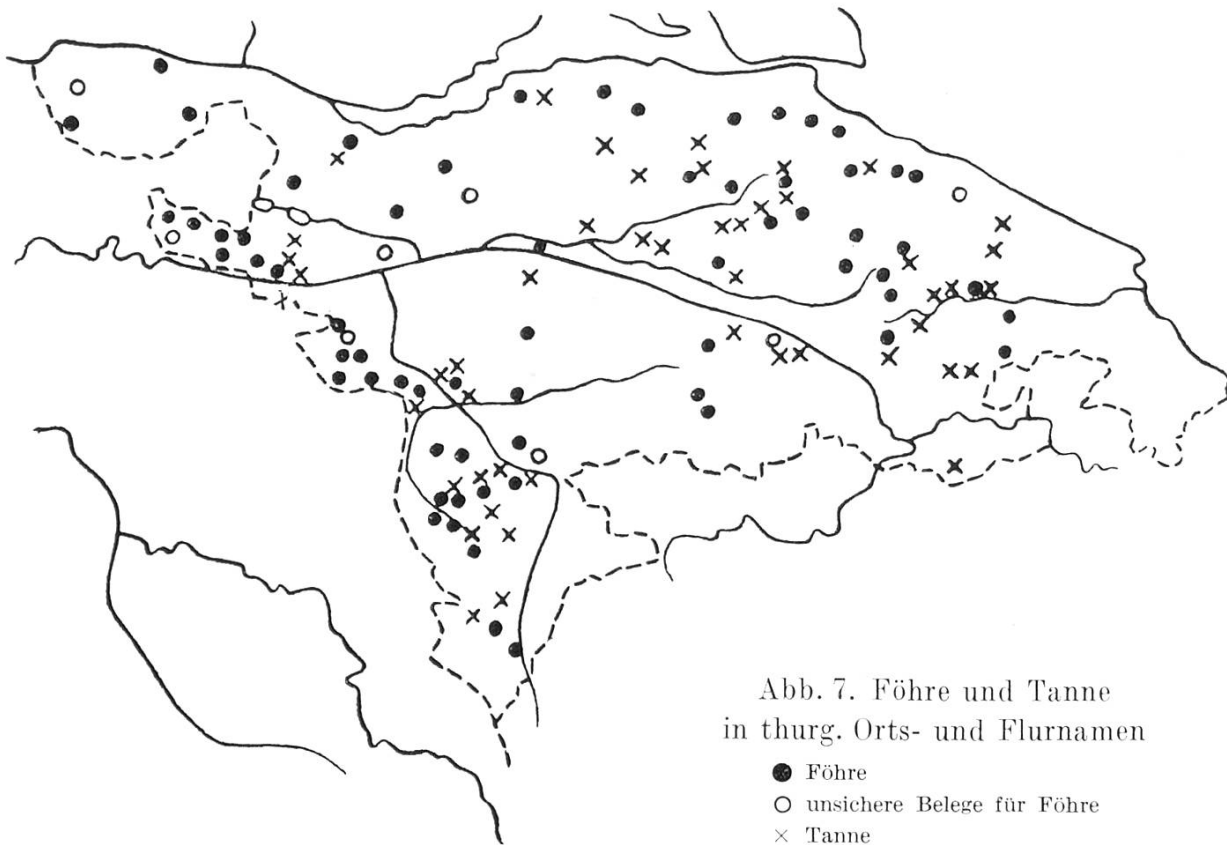 Abb. 7. Föhre und Tanne
in thurg. Orts- und Flurnamen
Föhre
unsichere Belege für Föhre
Tanne